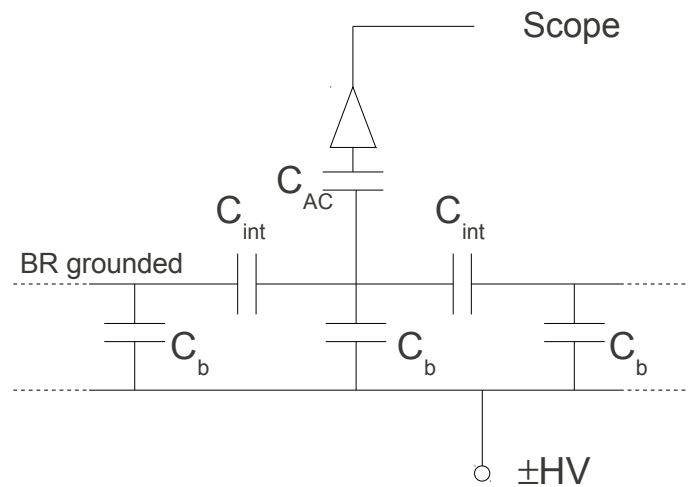 Scope
C_AC
C_int C_int
BR grounded
C_b C_b C_b
±HV